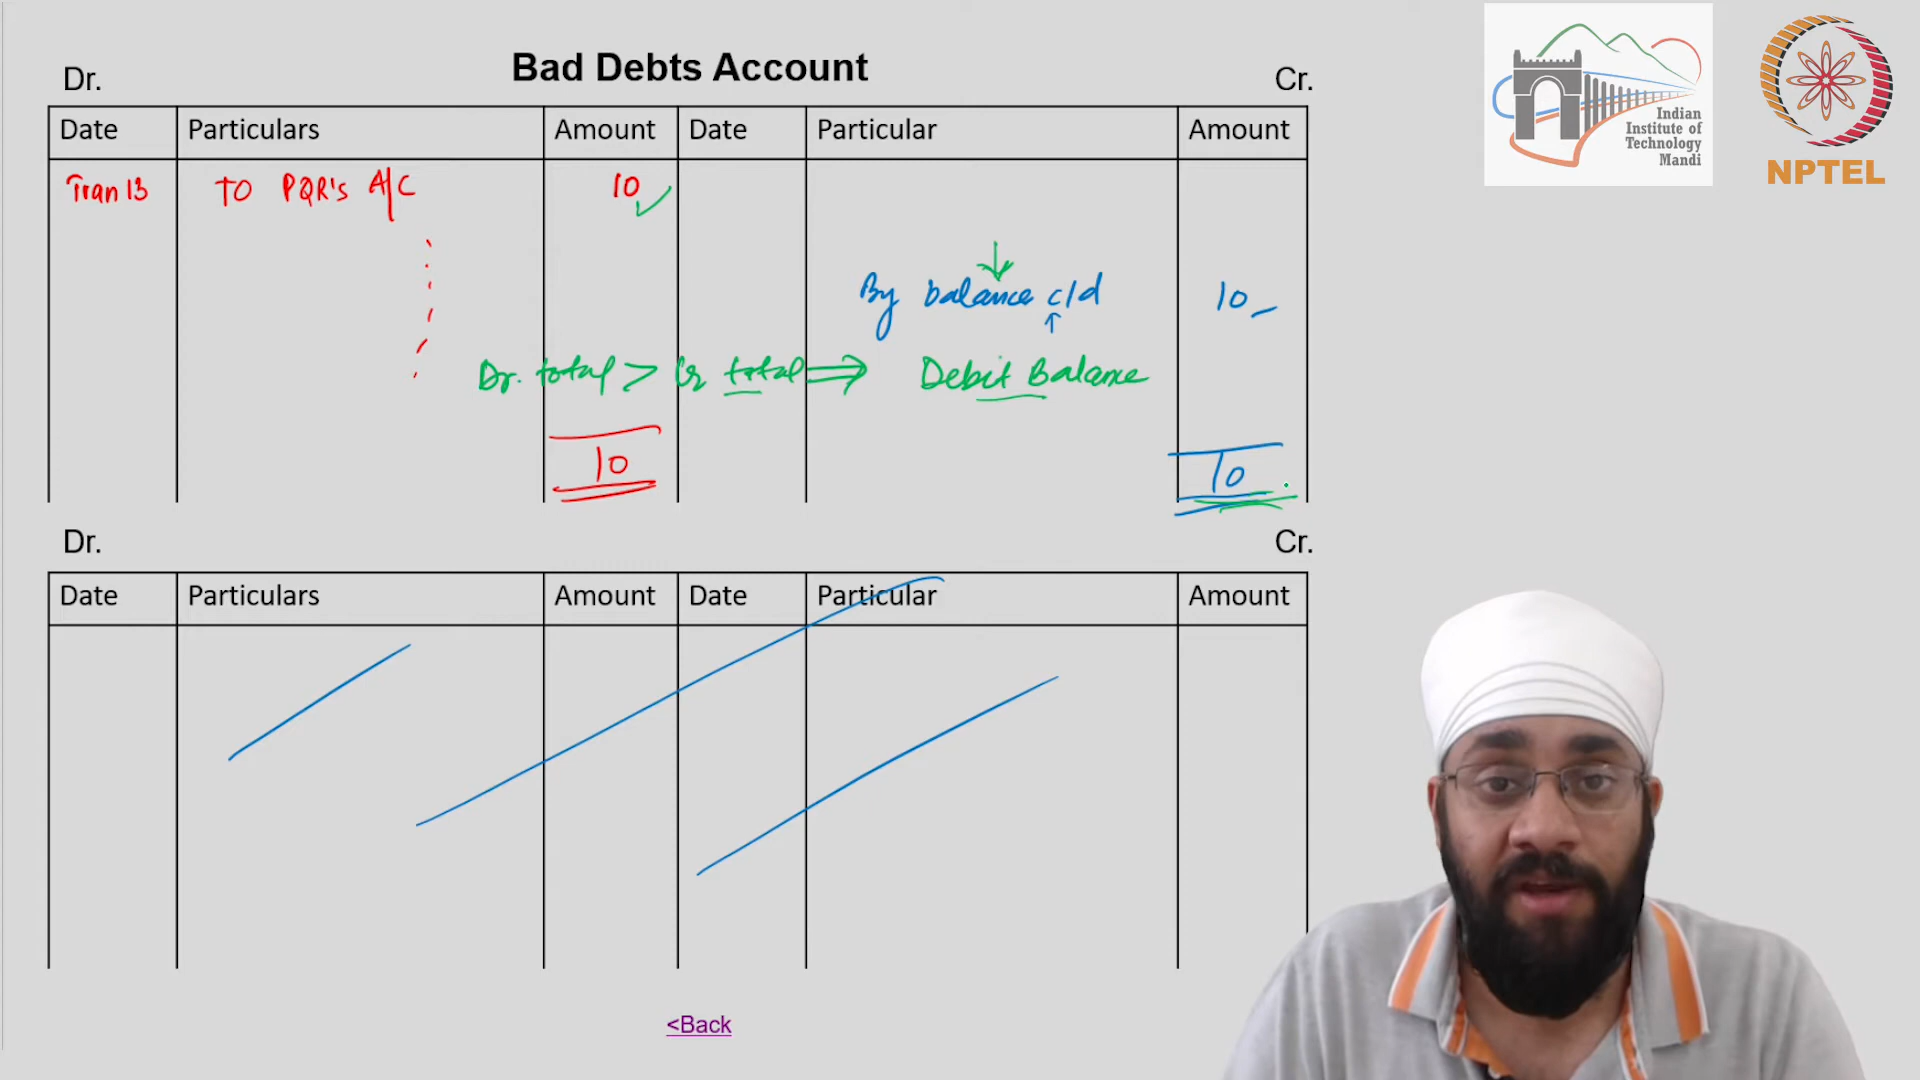 Bad Debts Account
Dr.
Cr.
Date Particulars Amount Date Particular Amount
Tran 13 TO PQR's A/C 10
By balance c/d 10
Dr. total > Cr total ⇒ Debit Balance
10 10
Dr.
Cr.
Date Particulars Amount Date Particular Amount
<Back
Indian
Institute of
Technology
Mandi
NPTEL